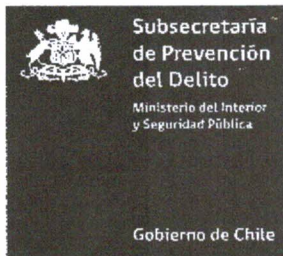 Subsecretaría
de Prevención
del Delito
Ministerio del Interior
y Seguridad Pública
Gobierno de Chile